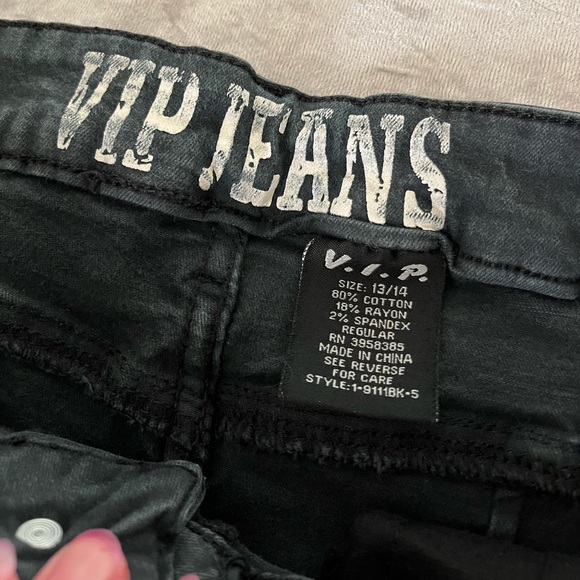 VIP JEANS
V.I.P.
SIZE: 13/14
80% COTTON
18% RAYON
2% SPANDEX
REGULAR
RN 3958385
MADE IN CHINA
SEE REVERSE
FOR CARE
STYLE:1-9111BK-5